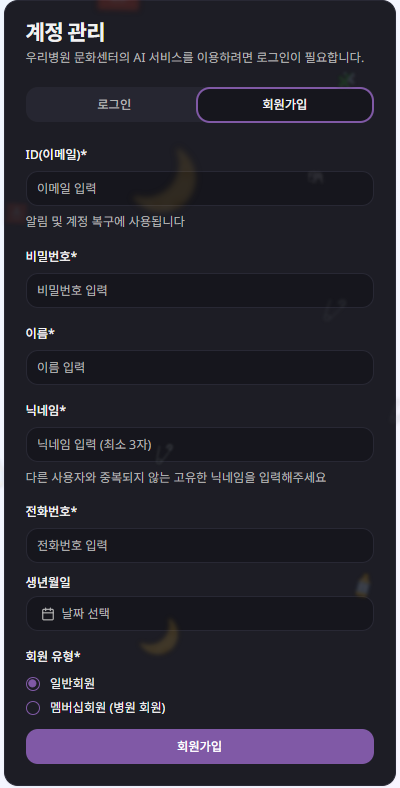 계정 관리
우리병원 문화센터의 AI 서비스를 이용하려면 로그인이 필요합니다.
로그인
회원가입
ID(이메일)*
이메일 입력
알림 및 계정 복구에 사용됩니다
비밀번호*
비밀번호 입력
이름*
이름 입력
닉네임*
닉네임 입력 (최소 3자)
다른 사용자와 중복되지 않는 고유한 닉네임을 입력해주세요
전화번호*
전화번호 입력
생년월일
날짜 선택
회원 유형*
일반회원
멤버십회원 (병원 회원)
회원가입